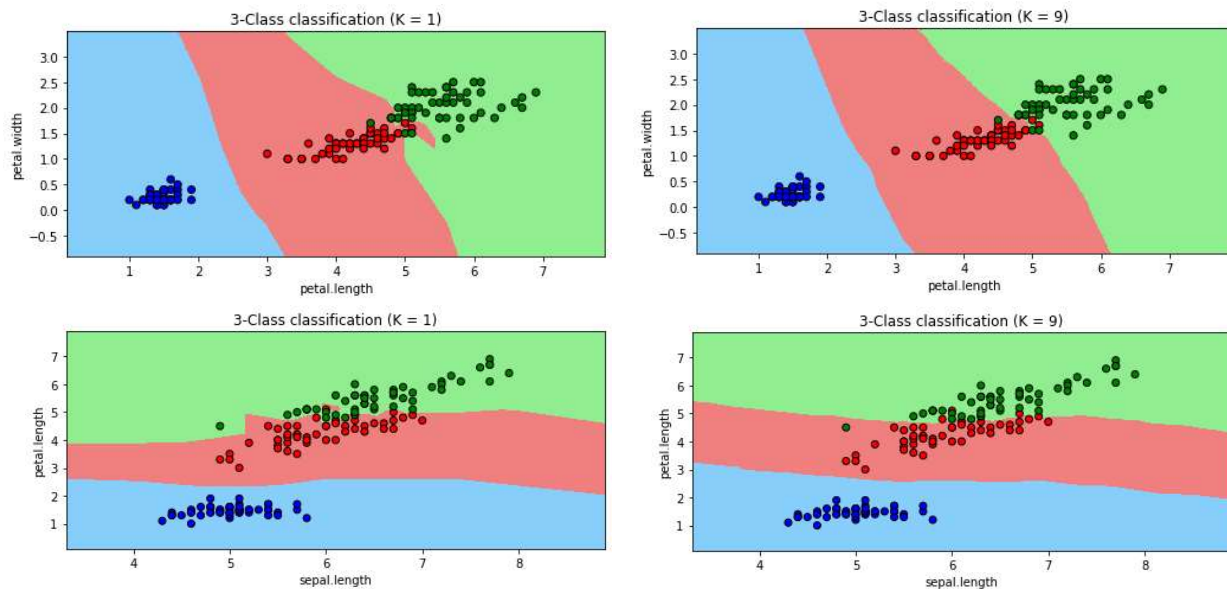 3-Class classification (K = 1)
petal.width
3.5
3.0
2.5
2.0
1.5
1.0
0.5
0.0
−0.5
1 2 3 4 5 6 7
petal.length
3-Class classification (K = 9)
petal.width
3.0
2.5
2.0
1.5
1.0
0.5
0.0
−0.5
1 2 3 4 5 6 7
petal.length
3-Class classification (K = 1)
petal.length
7
6
5
4
3
2
1
4 5 6 7 8
sepal.length
3-Class classification (K = 9)
petal.length
7
6
5
4
3
2
1
4 5 6 7 8
sepal.length